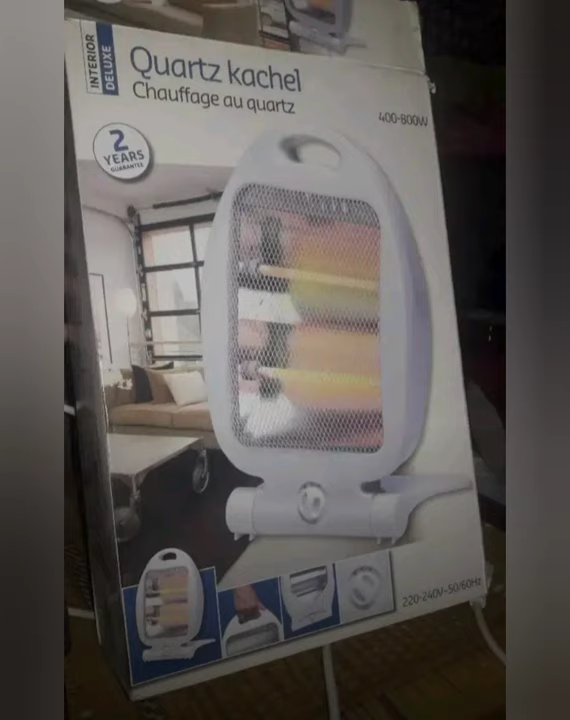 INTERIOR
DELUXE
Quartz kachel
Chauffage au quartz
400-800W
2
YEARS
GUARANTEE
220-240V~50/60Hz